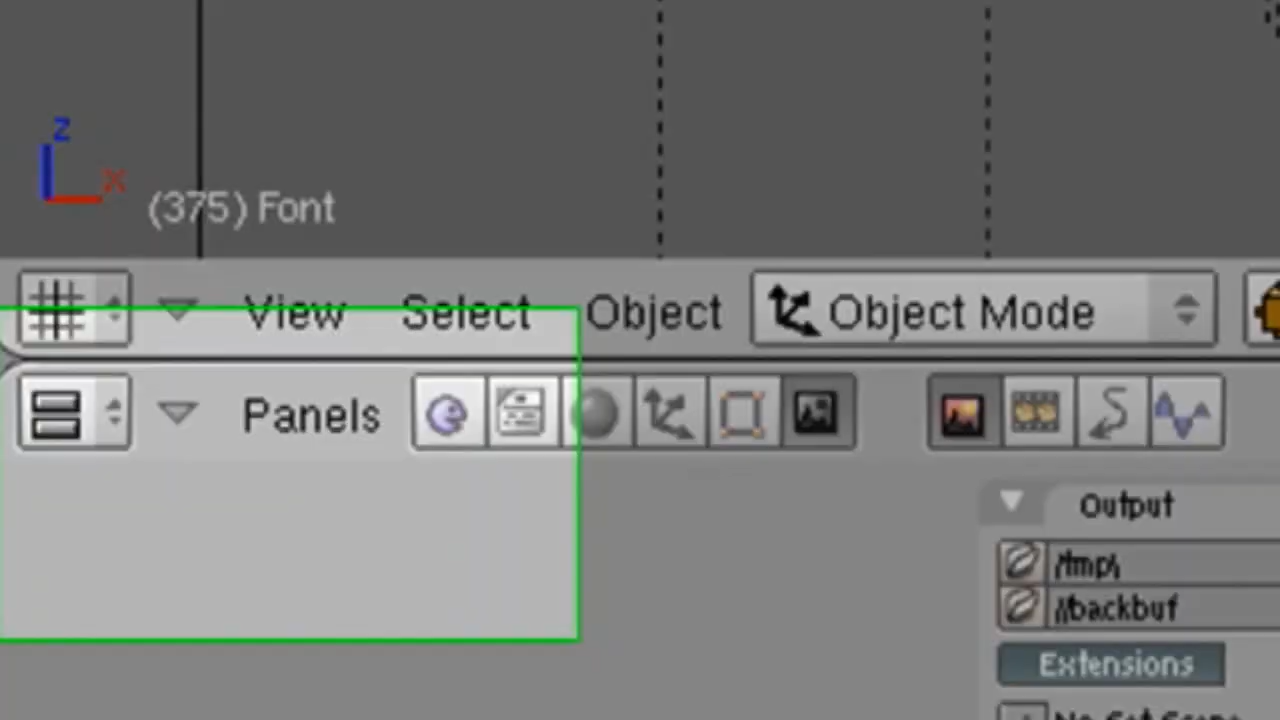 z
x
(375) Font
View Select Object Object Mode
Panels
Output
/tmp\
//backbuf
Extensions